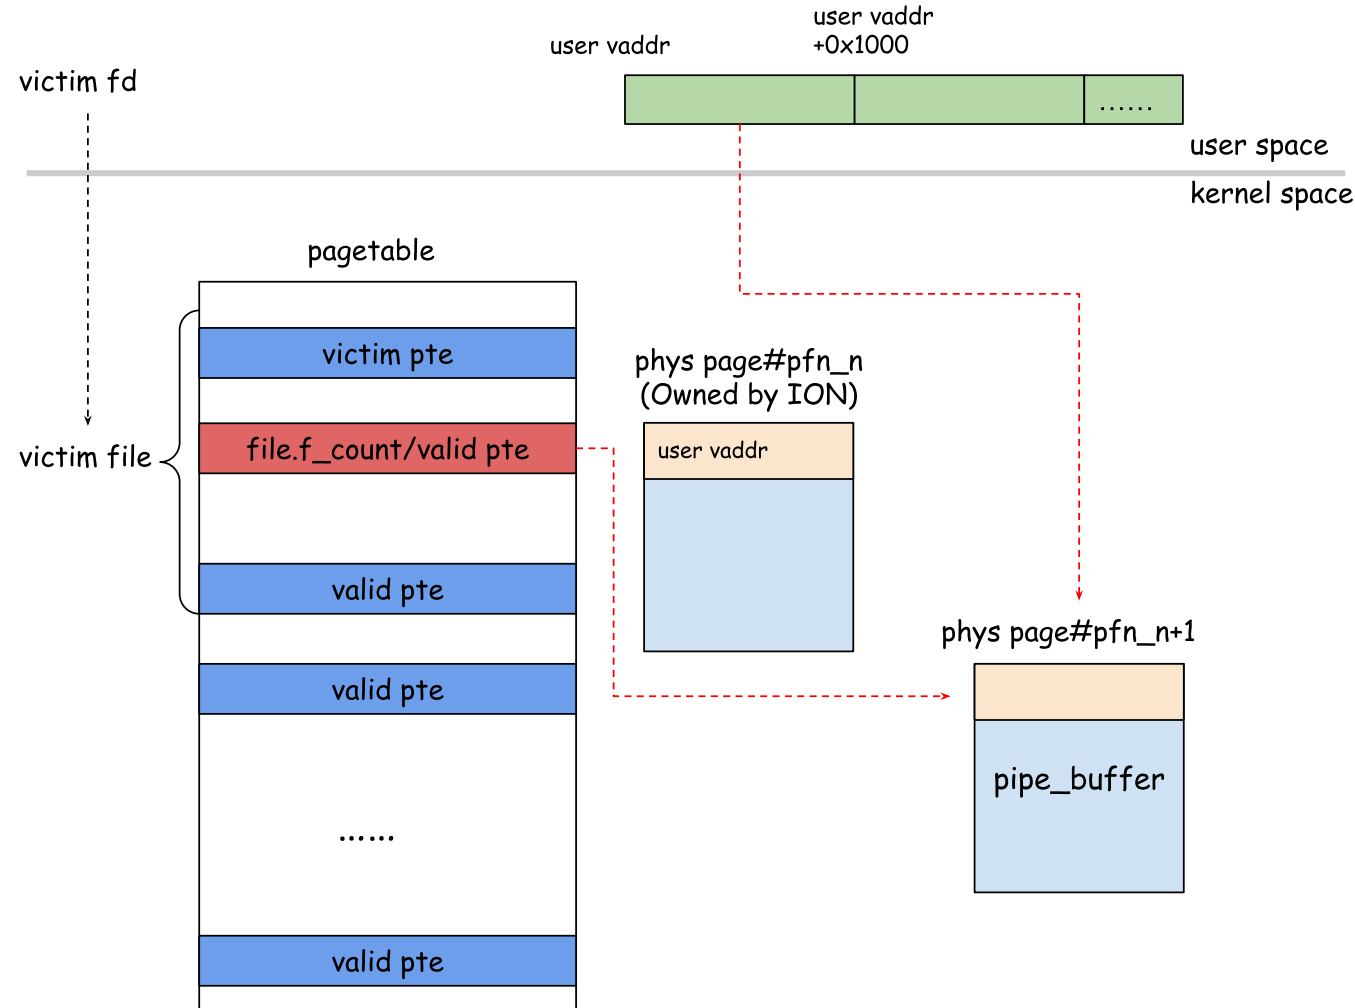 user vaddr
+0x1000
user vaddr
victim fd
......
user space
kernel space
pagetable
victim pte
phys page#pfn_n
(Owned by ION)
file.f_count/valid pte
user vaddr
victim file
valid pte
phys page#pfn_n+1
valid pte
pipe_buffer
......
valid pte